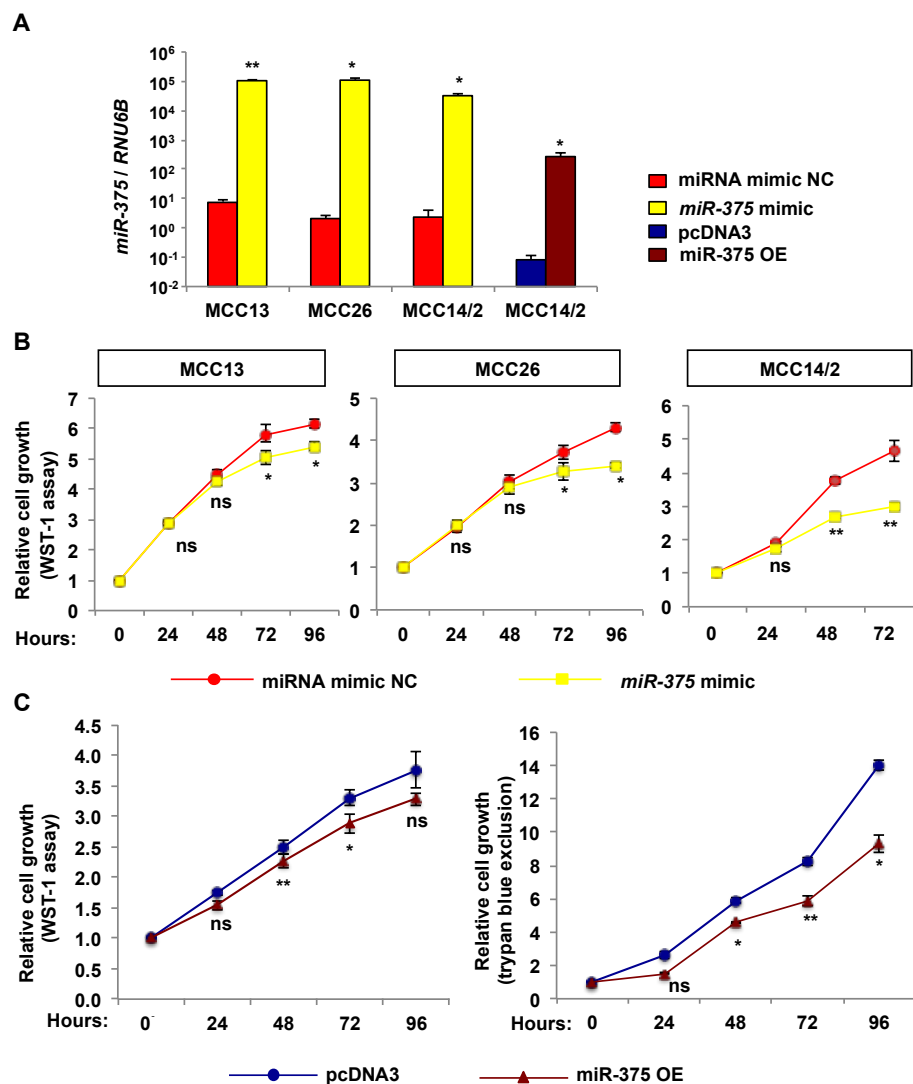 A
miR-375 / RNU6B
10⁶
10⁵
10⁴
10³
10²
10¹
10⁰
10⁻¹
10⁻²
** * * *
MCC13 MCC26 MCC14/2 MCC14/2
miRNA mimic NC
miR-375 mimic
pcDNA3
miR-375 OE
B
MCC13 MCC26 MCC14/2
Relative cell growth
(WST-1 assay)
7
6
5
4
3
2
1
0
ns ns * *
5
4
3
2
1
0
ns ns * *
6
5
4
3
2
1
0
ns ** **
Hours: 0 24 48 72 96 0 24 48 72 96 0 24 48 72
miRNA mimic NC miR-375 mimic
C
Relative cell growth
(WST-1 assay)
4.5
4.0
3.5
3.0
2.5
2.0
1.5
1.0
0.5
0.0
ns ** * ns
Hours: 0 24 48 72 96
Relative cell growth
(trypan blue exclusion)
14
12
10
8
6
4
2
0
ns * ** *
Hours: 0 24 48 72 96
pcDNA3 miR-375 OE